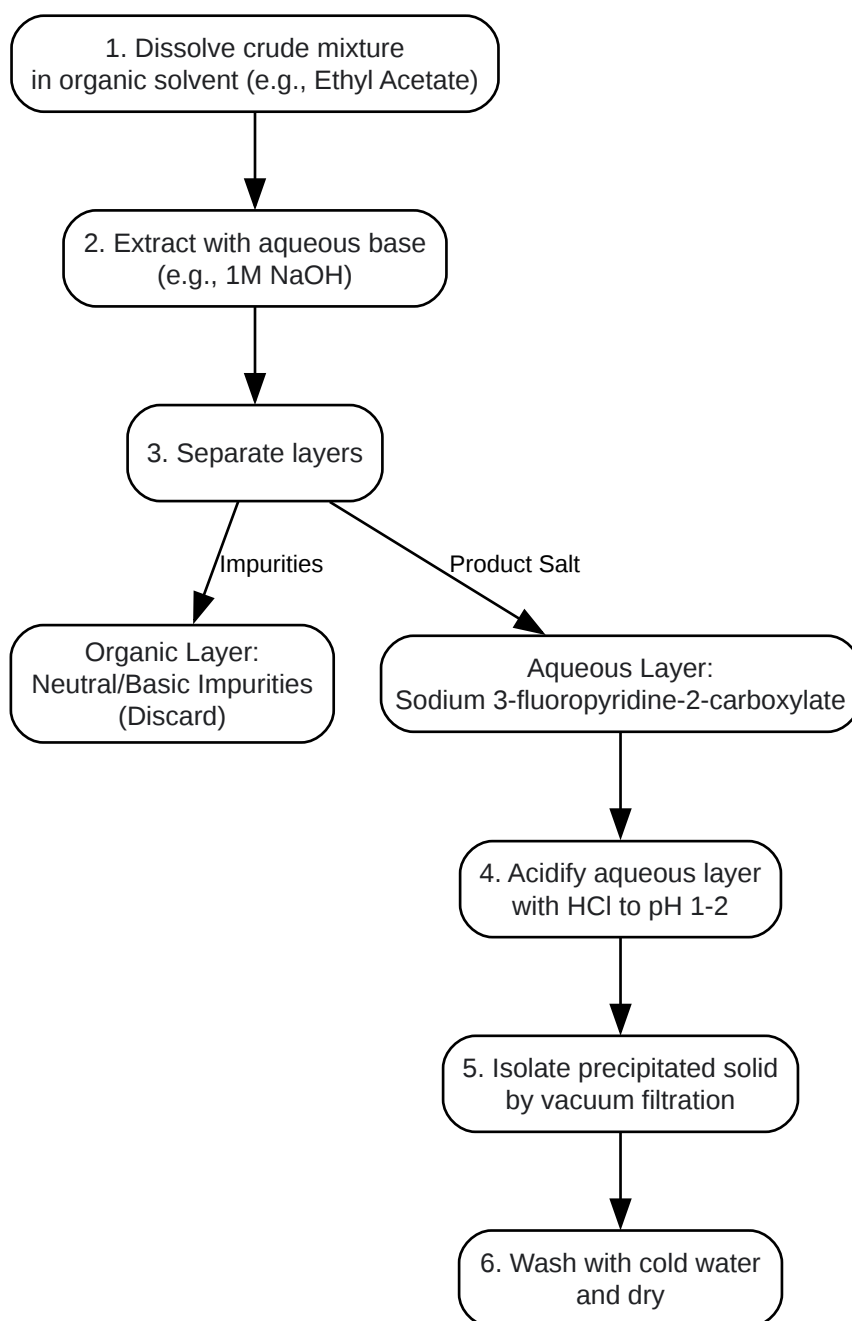 1. Dissolve crude mixture
in organic solvent (e.g., Ethyl Acetate)
2. Extract with aqueous base
(e.g., 1M NaOH)
3. Separate layers
Impurities
Product Salt
Organic Layer:
Neutral/Basic Impurities
(Discard)
Aqueous Layer:
Sodium 3-fluoropyridine-2-carboxylate
4. Acidify aqueous layer
with HCl to pH 1-2
5. Isolate precipitated solid
by vacuum filtration
6. Wash with cold water
and dry